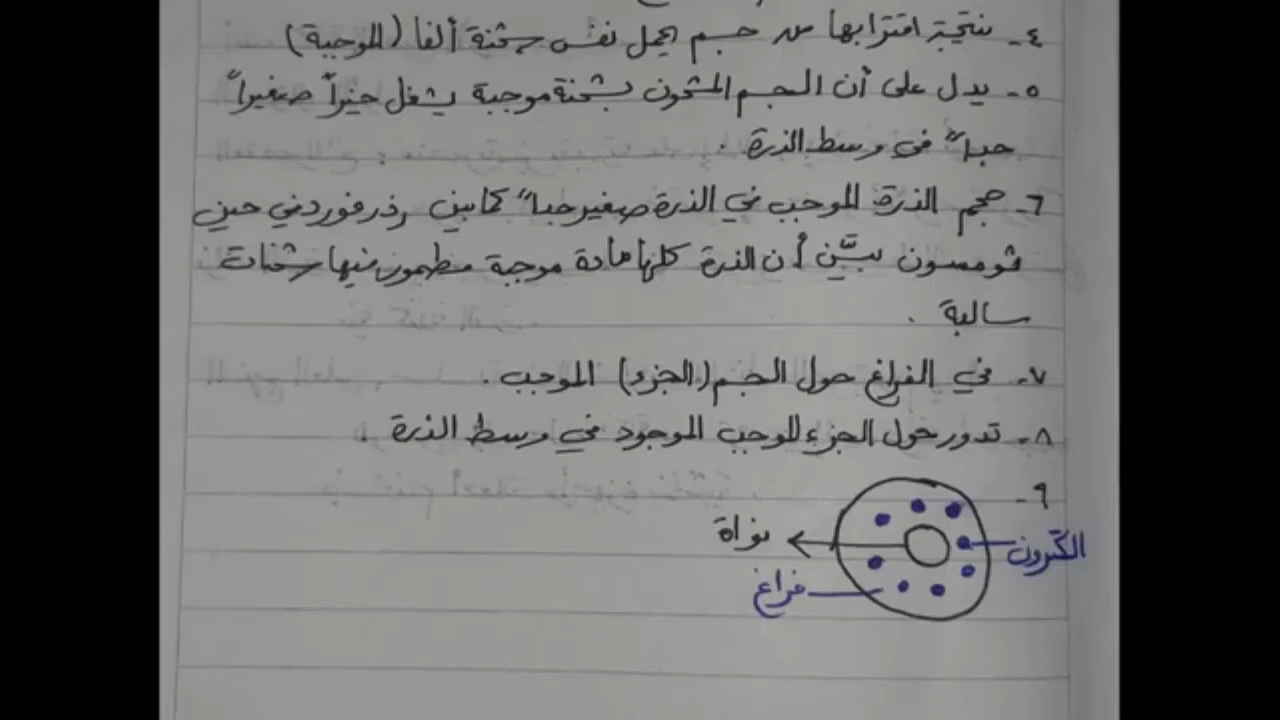 ٤- نتيجة اقترابها من جسم يحمل نفس شحنة ألفا (الموجبة)
٥- يدل على أن الجسم المشحون بشحنة موجبة يشغل حيزاً صغيراً
جداً في وسط الذرة .
٦- حجم الذرة الموجب في الذرة صغير جداً كما بين رذرفورد في حين
ثومسون بيَّن أن الذرة كلها مادة موجبة مطمور فيها شحنات
سالبة .
٧- في الفراغ حول الجسم (الجزء) الموجب .
٨- تدور حول الجزء الموجب الموجود في وسط الذرة .
٩-
نواة
الكترون
فراغ